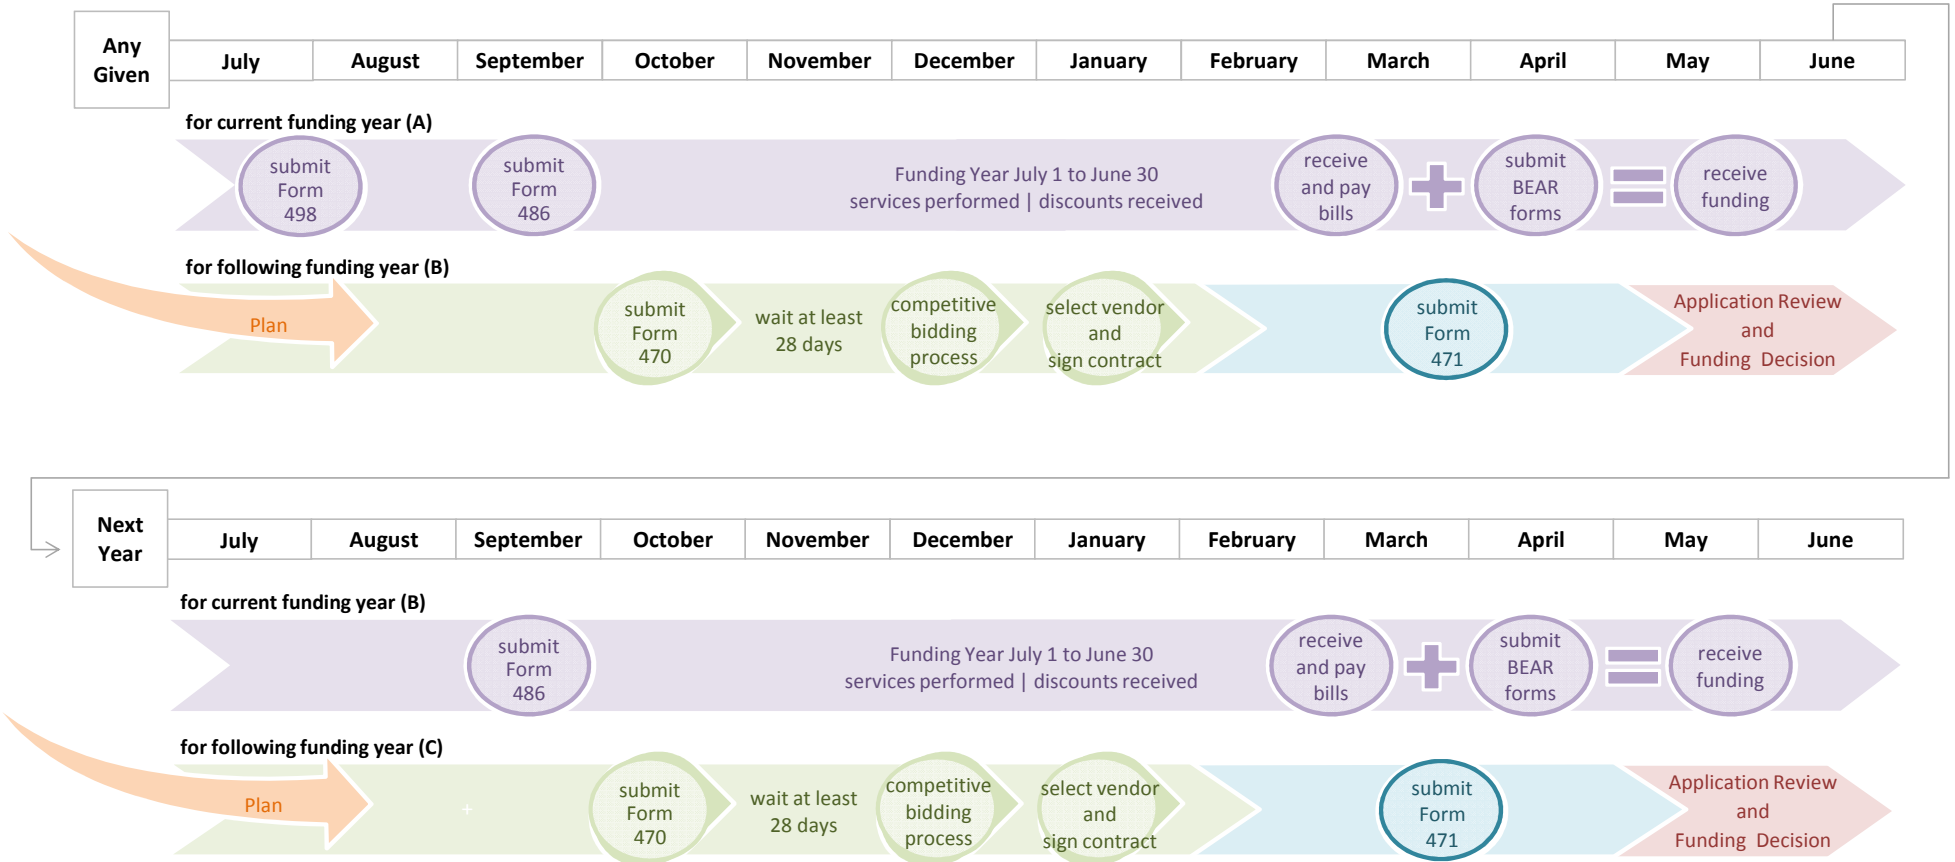 Any
Given
July August September October November December January February March April May June
for current funding year (A)
submit
Form
498
submit
Form
486
Funding Year July 1 to June 30
services performed | discounts received
receive
and pay
bills
submit
BEAR
forms
receive
funding
for following funding year (B)
Plan
submit
Form
470
wait at least
28 days
competitive
bidding
process
select vendor
and
sign contract
submit
Form
471
Application Review
and
Funding Decision
Next
Year
July August September October November December January February March April May June
for current funding year (B)
submit
Form
486
Funding Year July 1 to June 30
services performed | discounts received
receive
and pay
bills
submit
BEAR
forms
receive
funding
for following funding year (C)
Plan
submit
Form
470
wait at least
28 days
competitive
bidding
process
select vendor
and
sign contract
submit
Form
471
Application Review
and
Funding Decision